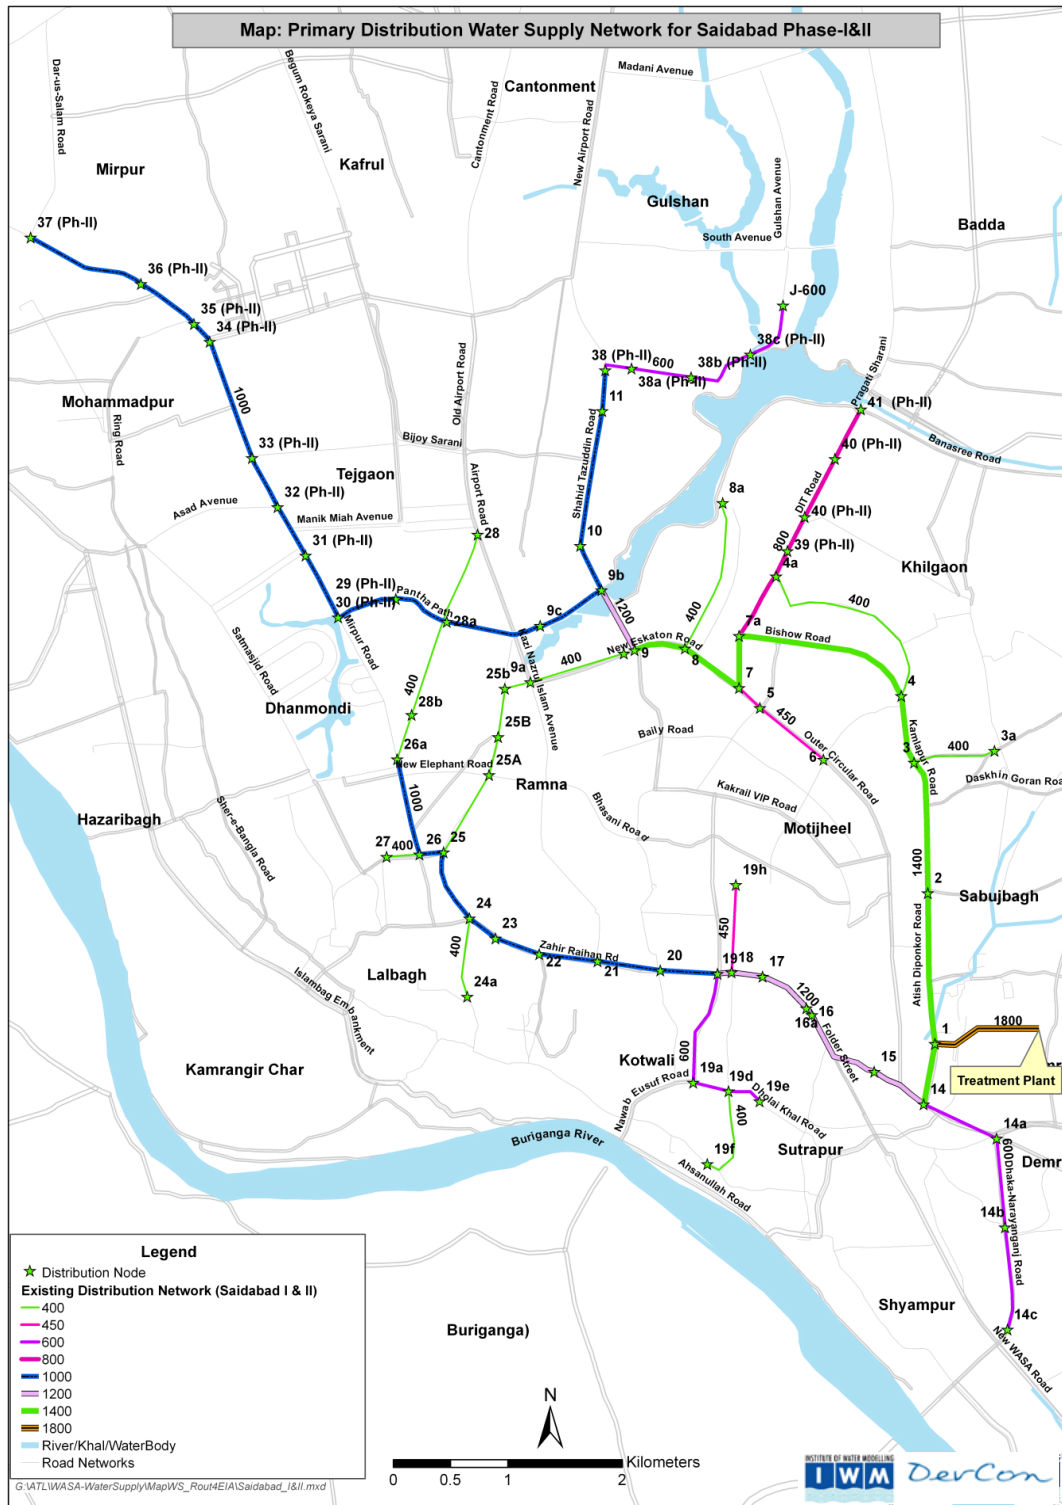 Map: Primary Distribution Water Supply Network for Saidabad Phase-I&II
Madani Avenue
Cantonment
Dar-us-Salam Road
Begum Rokeya Sarani
Cantonment Road
New Airport Road
Kafrul
Mirpur
Gulshan
Gulshan Avenue
37 (Ph-II)
Badda
South Avenue
36 (Ph-II)
J-600
35 (Ph-II)
34 (Ph-II)
38c (Ph-II)
38 (Ph-II)
600
38b (Ph-II)
38a (Ph-II)
Pragati Sharani
Old Airport Road
1000
Mohammadpur
11
41 (Ph-II)
Ring Road
Bijoy Sarani
Shahid Tazuddin Road
Banasree Road
33 (Ph-II)
40 (Ph-II)
Tejgaon
Airport Road
8a
DIT Road
32 (Ph-II)
Asad Avenue
Manik Miah Avenue
40 (Ph-II)
28
10
800
39 (Ph-II)
31 (Ph-II)
4a
Khilgaon
29 (Ph-II)
Pantha Path
9b
400
30 (Ph-II)
1200
28a
9c
400
Mirpur Road
Kazi Nazrul Islam Avenue
New Eskaton Road
7a
Bishow Road
Satmasjid Road
9a
400
9
8
25b
7
4
400
5
Dhanmondi
28b
450
Kamlapur Road
25B
Baily Road
Outer Circular Road
3a
26a
3
400
New Elephant Road
25A
6
Daskhin Goran Road
Ramna
1000
Kakrail VIP Road
Hazaribagh
Sher-e-Bangla Road
Bhasani Road
Motijheel
27
400
26
25
1400
19h
2
Sabujbagh
24
23
450
400
Zahir Raihan Rd
22
21
20
19
18
17
Lalbagh
24a
Atish Diponkor Road
Islambag Embankment
1200
16
16a
1
1800
Folder Street
600
Kotwali
15
Kamrangir Char
19a
19d
Treatment Plant
Nawab Eusuf Road
19e
14
400
Dholai Khal Road
14a
Buriganga River
19f
Sutrapur
600
Demr
Ahsanullah Road
Dhaka-Narayanganj Road
14b
Legend
Distribution Node
Existing Distribution Network (Saidabad I & II)
400
450
600
800
1000
1200
1400
1800
River/Khal/WaterBody
Road Networks
Shyampur
14c
New WASA Road
Buriganga)
N
Kilometers
0 0.5 1 2
G:\ATLI\WASA-WaterSupply\MapWS_Rout4EIA\Saidabad_I&II.mxd
INSTITUTE OF WATER MODELLING
IWM
DevCon